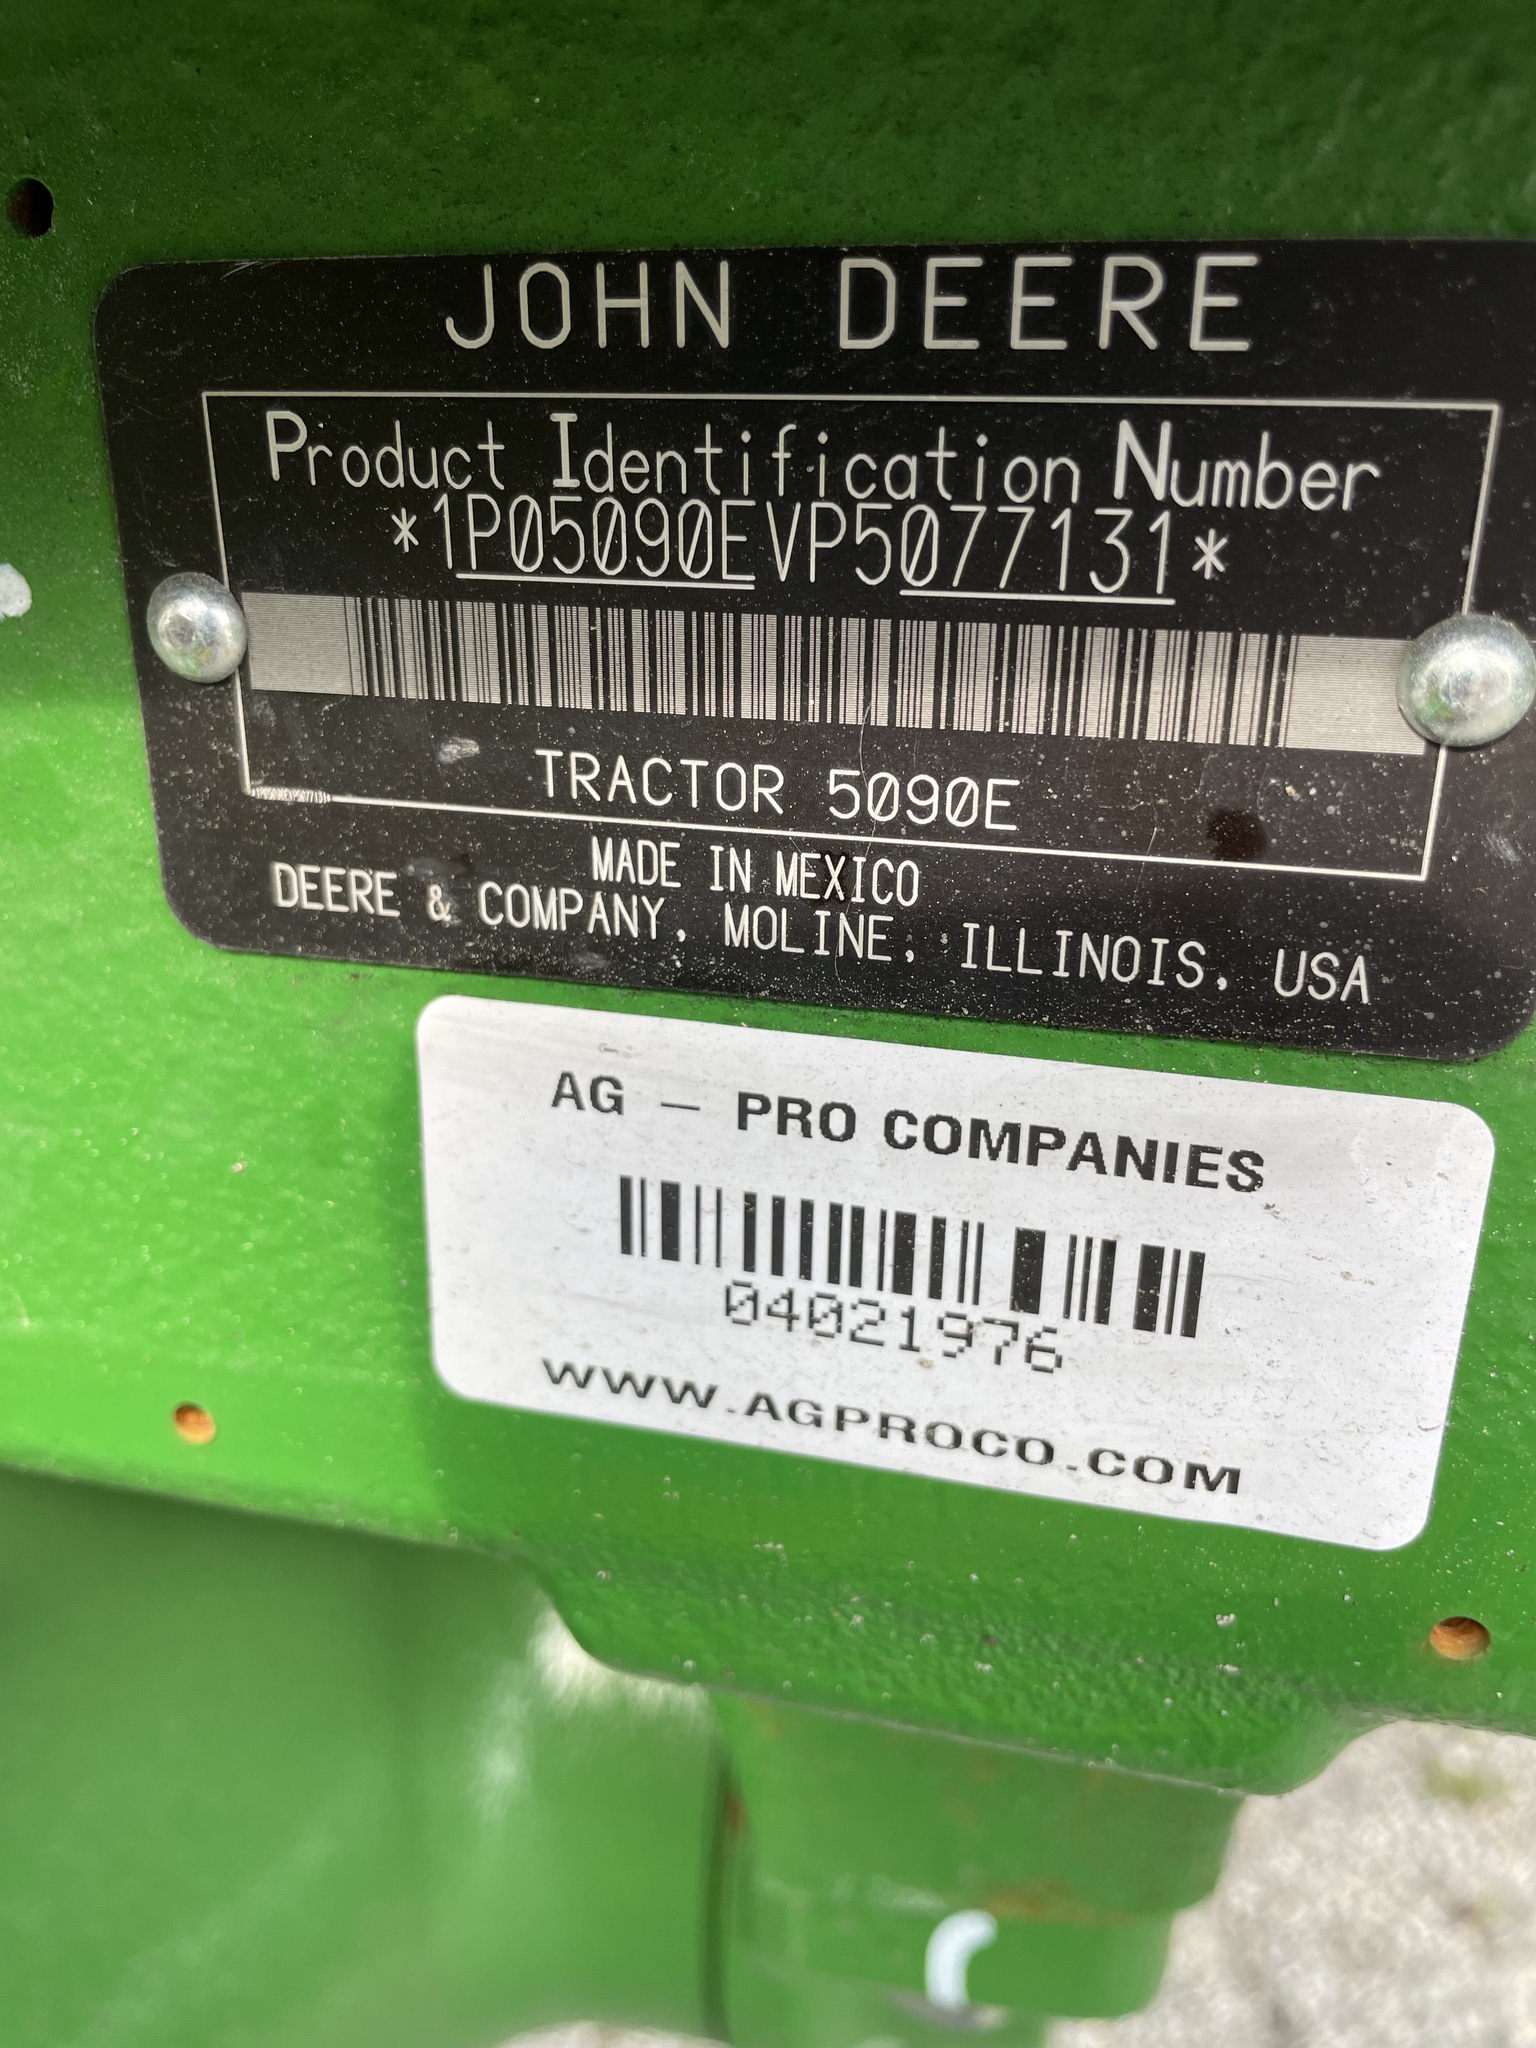 JOHN DEERE
Product Identification Number
*1P05090EVP5077131*
TRACTOR 5090E
1P05090EVP5077131
MADE IN MEXICO
DEERE & COMPANY, MOLINE, ILLINOIS, USA
AG – PRO COMPANIES
04021976
WWW.AGPROCO.COM